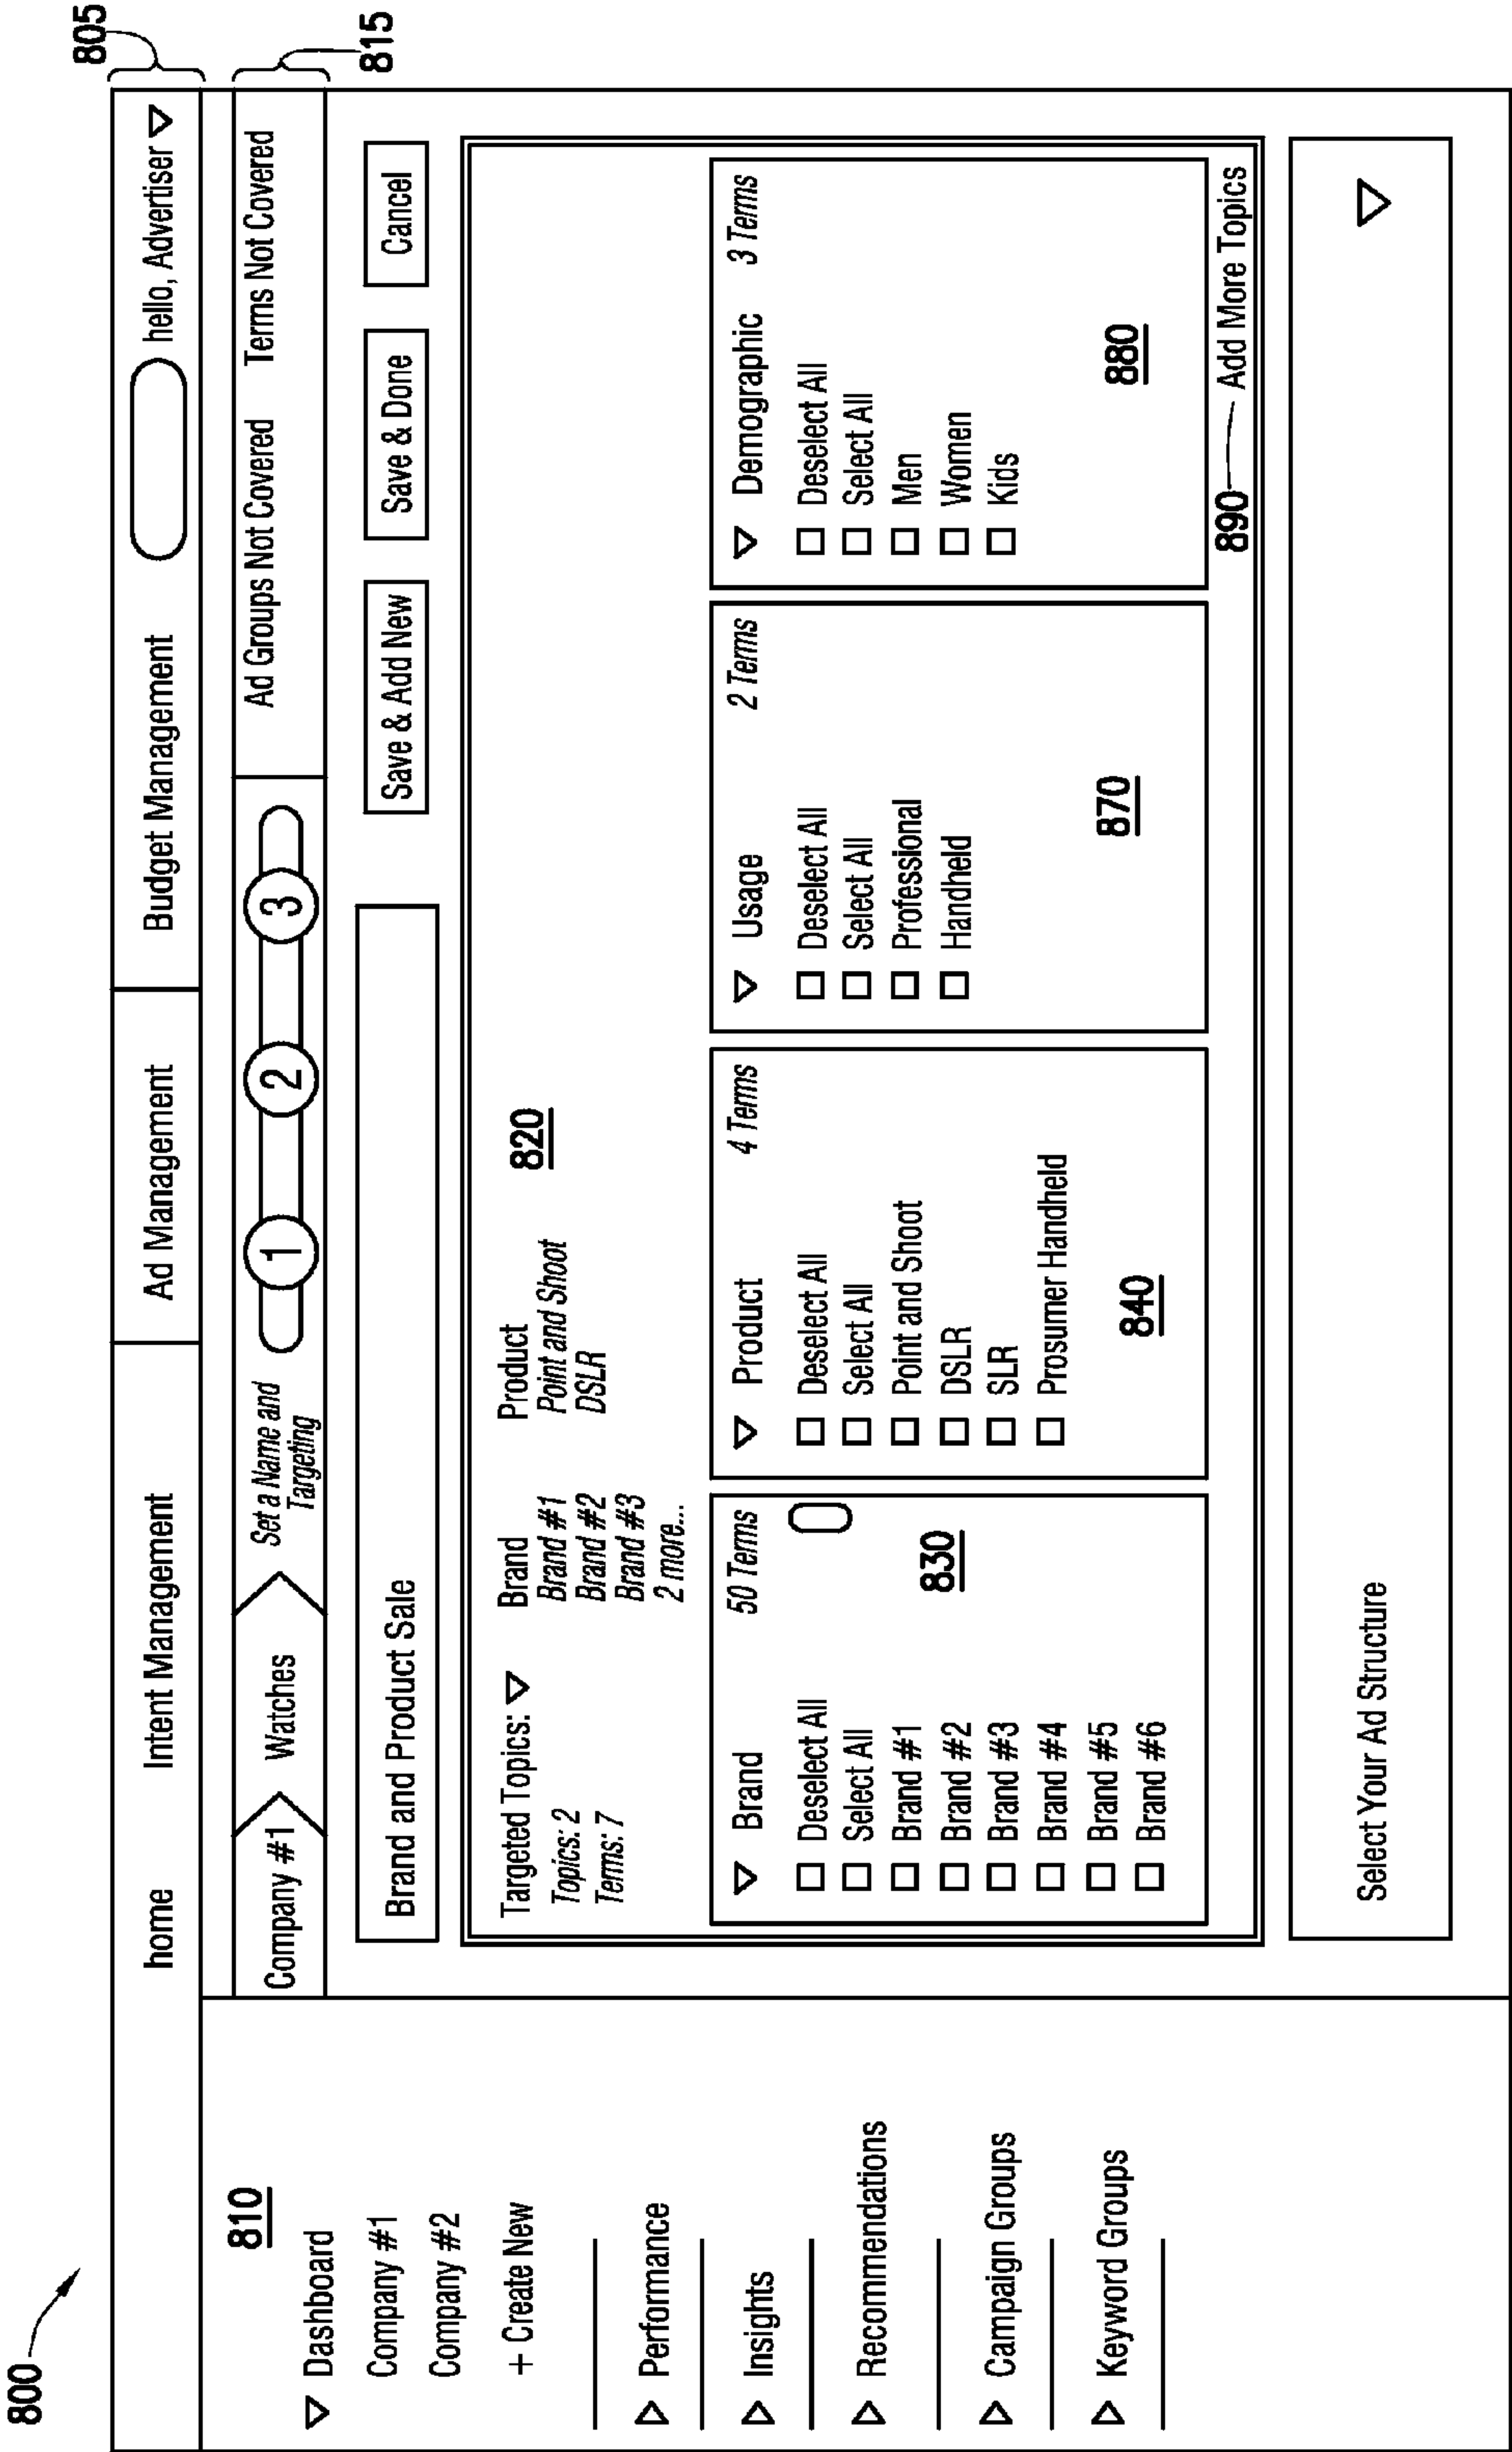 800
805
home
Intent Management
Ad Management
Budget Management
hello, Advertiser
815
Company #1
Watches
Set a Name and
Targeting
1
2
3
Ad Groups Not Covered
Terms Not Covered
810
Dashboard
Company #1
Company #2
+ Create New
Performance
Insights
Recommendations
Campaign Groups
Keyword Groups
Brand and Product Sale
Save & Add New
Save & Done
Cancel
Targeted Topics:
Topics: 2
Terms: 7
Brand
Brand #1
Brand #2
Brand #3
2 more...
Product
Point and Shoot
DSLR
820
Brand
50 Terms
Deselect All
Select All
Brand #1
Brand #2
Brand #3
Brand #4
Brand #5
Brand #6
830
Product
4 Terms
Deselect All
Select All
Point and Shoot
DSLR
SLR
Prosumer Handheld
840
Usage
2 Terms
Deselect All
Select All
Professional
Handheld
870
Demographic
3 Terms
Deselect All
Select All
Men
Women
Kids
880
890
Add More Topics
Select Your Ad Structure